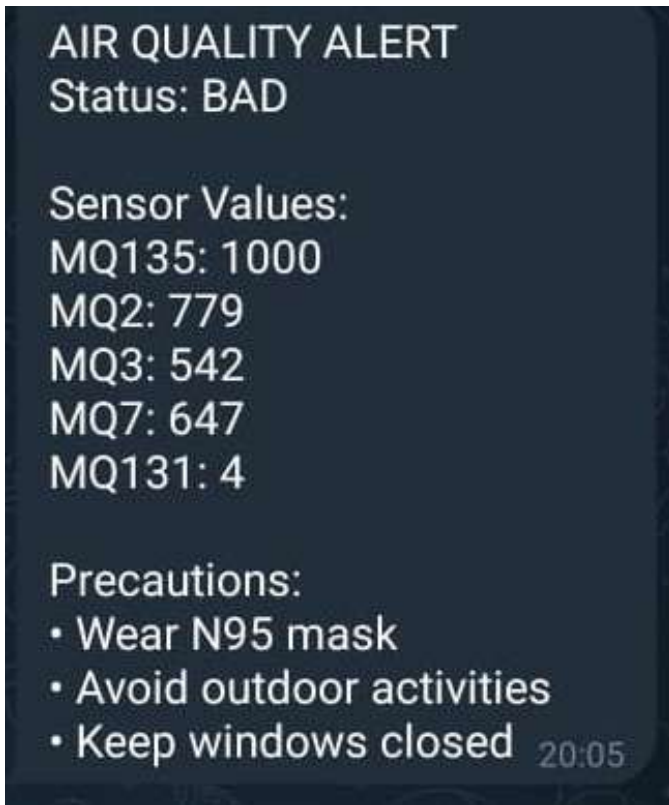 AIR QUALITY ALERT
Status: BAD
Sensor Values:
MQ135: 1000
MQ2: 779
MQ3: 542
MQ7: 647
MQ131: 4
Precautions:
• Wear N95 mask
• Avoid outdoor activities
• Keep windows closed 20:05